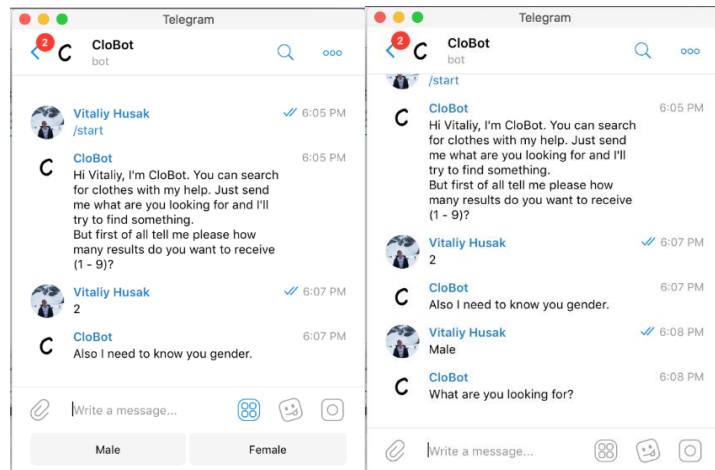 Telegram
2
C
CloBot
bot
Vitaliy Husak 6:05 PM
/start
C
CloBot 6:05 PM
Hi Vitaliy, I'm CloBot. You can search
for clothes with my help. Just send
me what are you looking for and I'll
try to find something.
But first of all tell me please how
many results do you want to receive
(1 - 9)?
Vitaliy Husak 6:07 PM
2
C
CloBot 6:07 PM
Also I need to know you gender.
Write a message...
Male Female
Telegram
2
C
CloBot
bot
/start
C
CloBot 6:05 PM
Hi Vitaliy, I'm CloBot. You can search
for clothes with my help. Just send
me what are you looking for and I'll
try to find something.
But first of all tell me please how
many results do you want to receive
(1 - 9)?
Vitaliy Husak 6:07 PM
2
C
CloBot 6:07 PM
Also I need to know you gender.
Vitaliy Husak 6:08 PM
Male
C
CloBot 6:08 PM
What are you looking for?
Write a message...